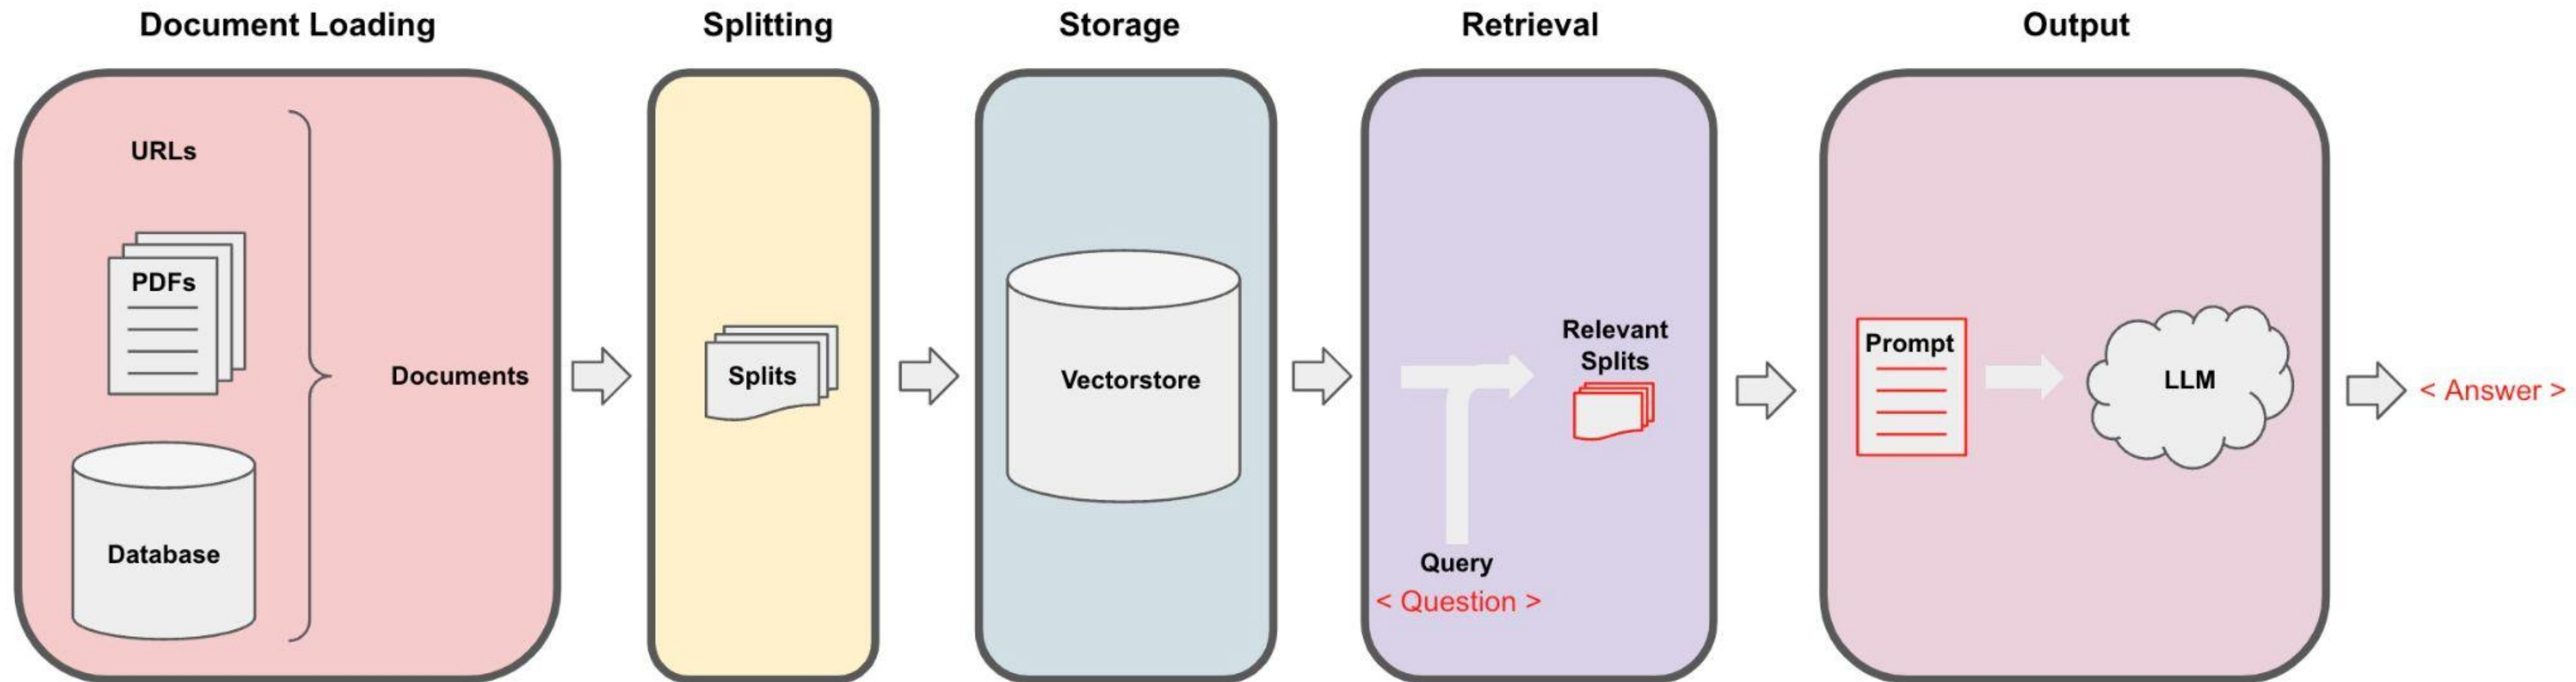 Document Loading
Splitting
Storage
Retrieval
Output
URLs
PDFs
Database
Documents
Splits
Vectorstore
Relevant
Splits
Query
< Question >
Prompt
LLM
< Answer >